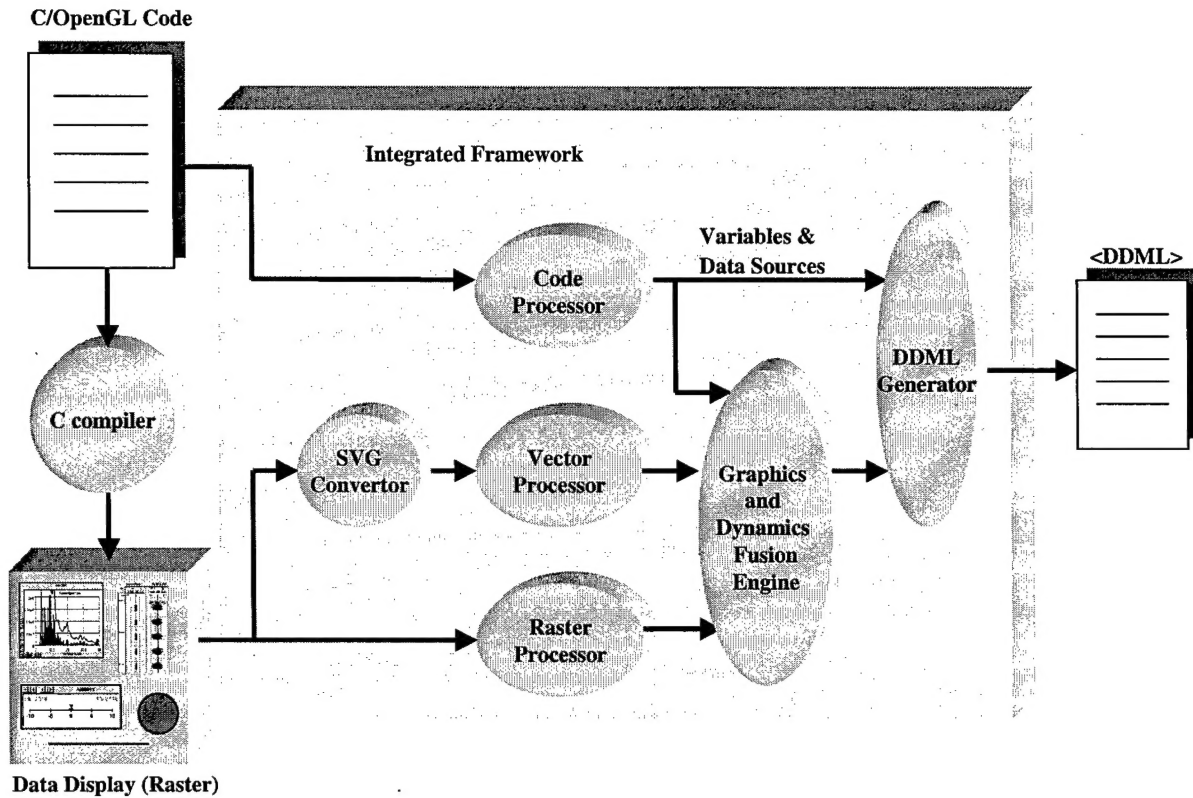 C/OpenGL Code
Integrated Framework
Variables &
Data Sources
<DDML>
Code
Processor
DDML
Generator
C compiler
SVG
Convertor
Vector
Processor
Graphics
and
Dynamics
Fusion
Engine
Raster
Processor
Data Display (Raster)